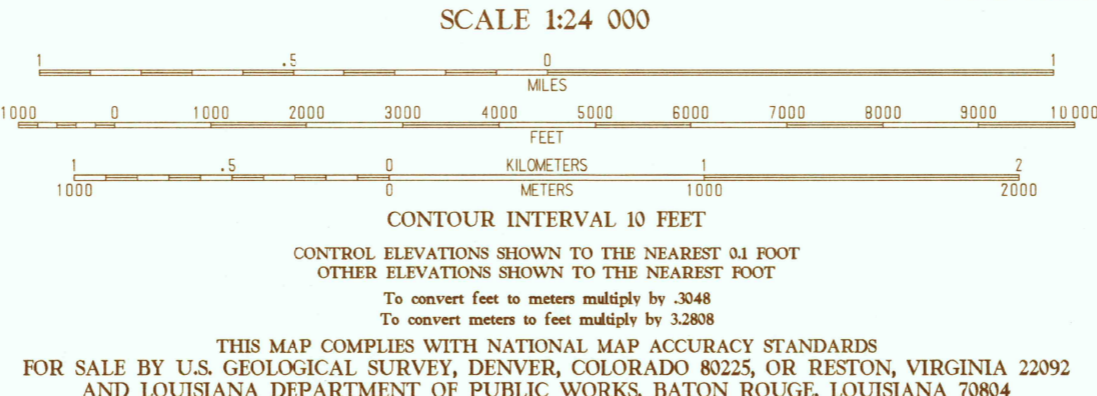 SCALE 1:24 000
1 .5 0 1
MILES
1000 0 1000 2000 3000 4000 5000 6000 7000 8000 9000 10 000
FEET
1 .5 0 KILOMETERS 1 2
1000 0 METERS 1000 2000
CONTOUR INTERVAL 10 FEET
CONTROL ELEVATIONS SHOWN TO THE NEAREST 0.1 FOOT
OTHER ELEVATIONS SHOWN TO THE NEAREST FOOT
To convert feet to meters multiply by .3048
To convert meters to feet multiply by 3.2808
THIS MAP COMPLIES WITH NATIONAL MAP ACCURACY STANDARDS
FOR SALE BY U.S. GEOLOGICAL SURVEY, DENVER, COLORADO 80225, OR RESTON, VIRGINIA 22092
AND LOUISIANA DEPARTMENT OF PUBLIC WORKS, BATON ROUGE, LOUISIANA 70804